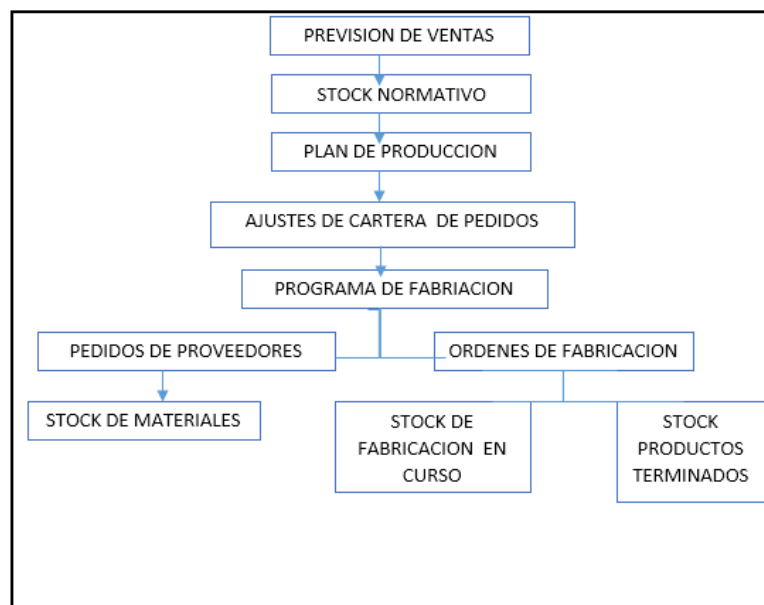 PREVISION DE VENTAS
STOCK NORMATIVO
PLAN DE PRODUCCION
AJUSTES DE CARTERA DE PEDIDOS
PROGRAMA DE FABRIACION
PEDIDOS DE PROVEEDORES
ORDENES DE FABRICACION
STOCK DE MATERIALES
STOCK DE
FABRICACION EN
CURSO
STOCK
PRODUCTOS
TERMINADOS